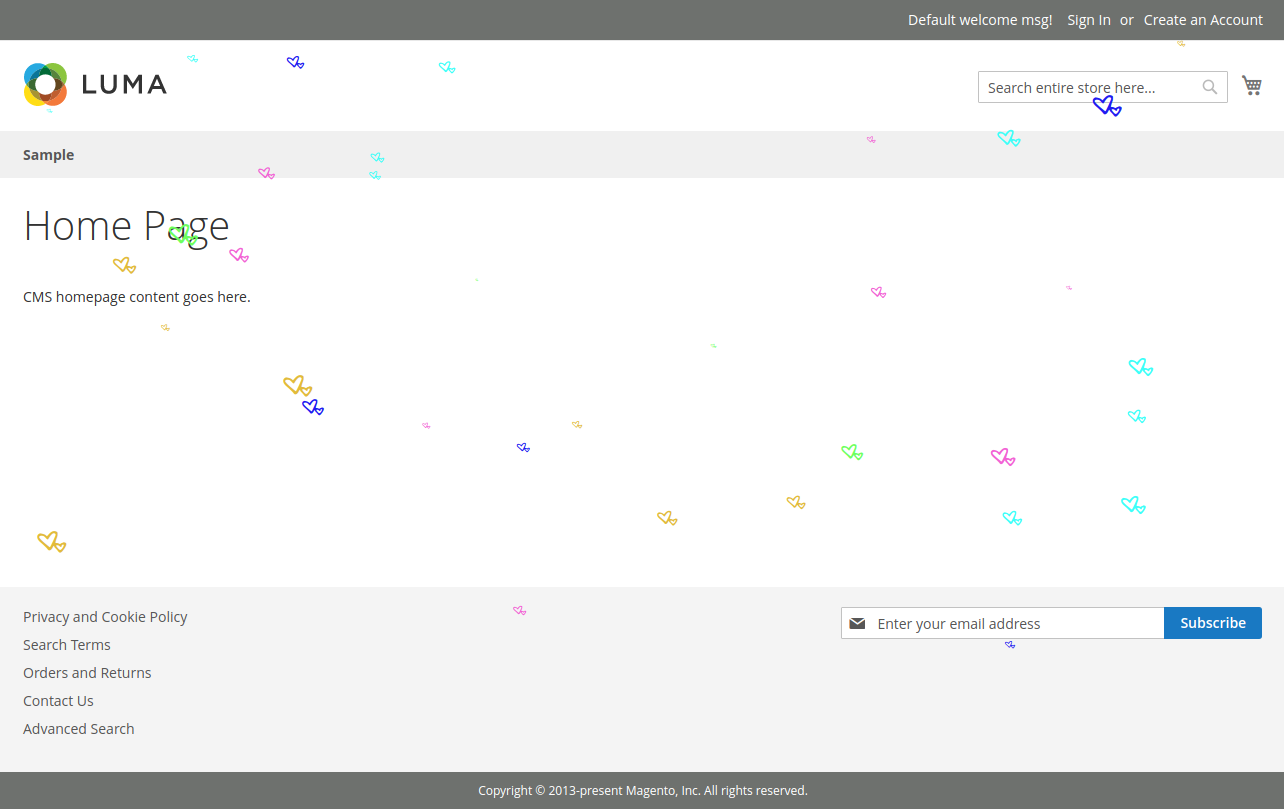 Default welcome msg! Sign In or Create an Account
LUMA
Search entire store here...
Sample
Home Page
CMS homepage content goes here.
Privacy and Cookie Policy
Search Terms
Orders and Returns
Contact Us
Advanced Search
Enter your email address
Subscribe
Copyright © 2013-present Magento, Inc. All rights reserved.